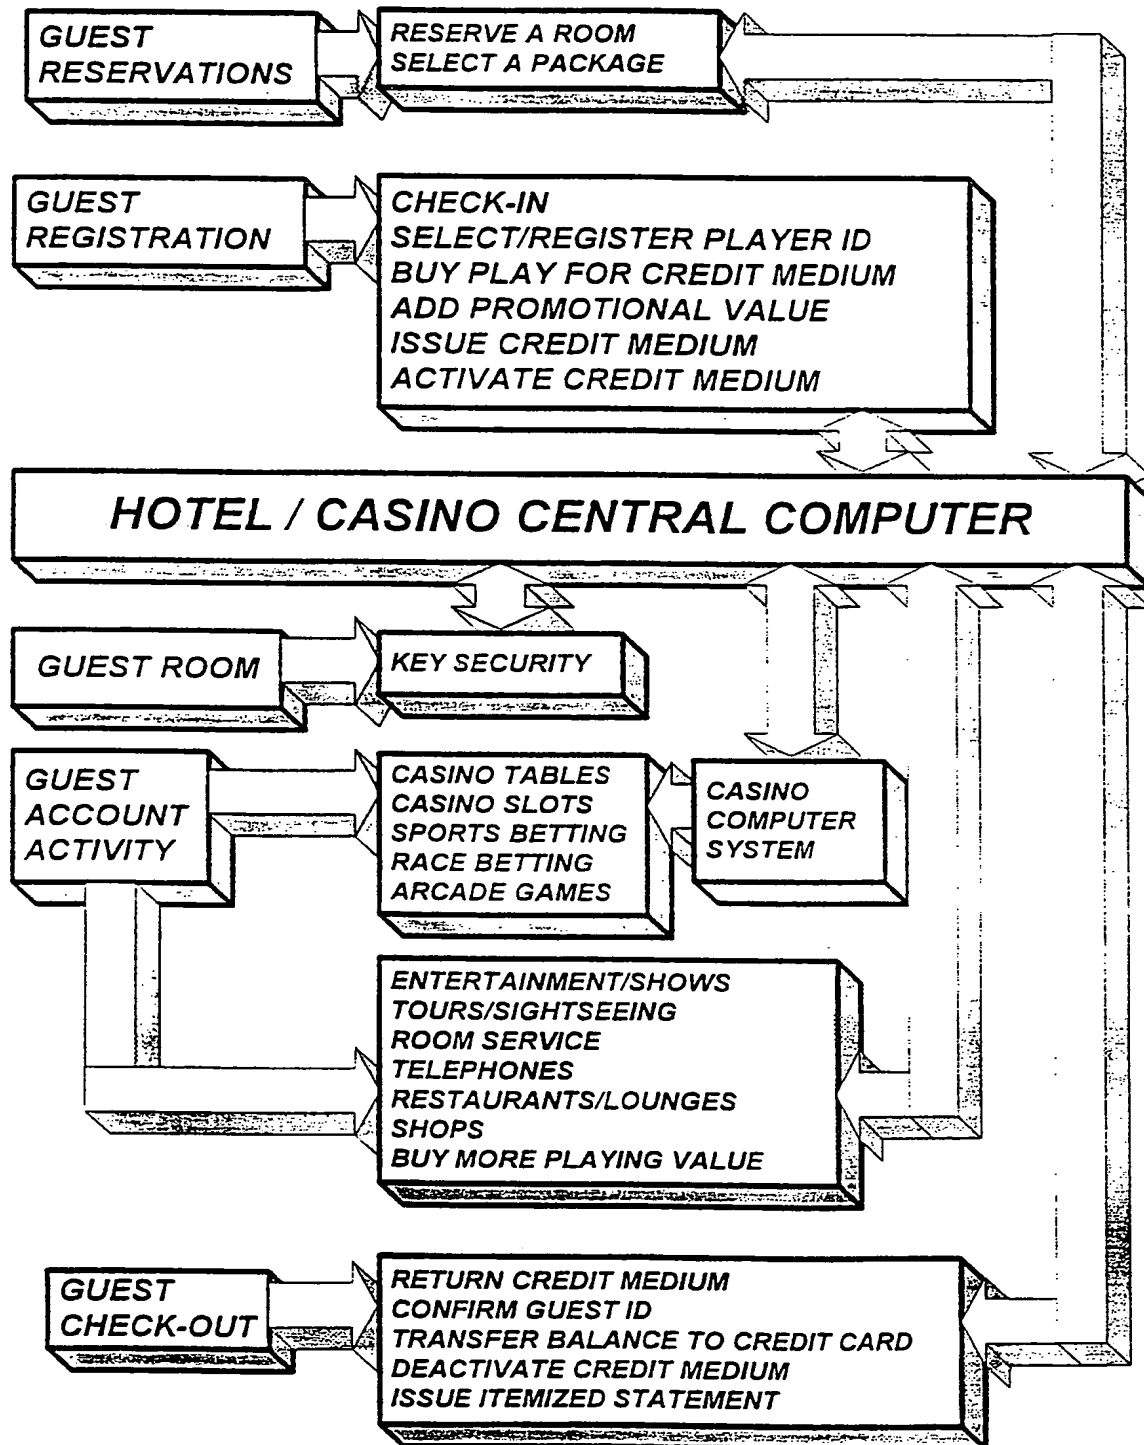 GUEST
RESERVATIONS
RESERVE A ROOM
SELECT A PACKAGE
GUEST
REGISTRATION
CHECK-IN
SELECT/REGISTER PLAYER ID
BUY PLAY FOR CREDIT MEDIUM
ADD PROMOTIONAL VALUE
ISSUE CREDIT MEDIUM
ACTIVATE CREDIT MEDIUM
HOTEL / CASINO CENTRAL COMPUTER
GUEST ROOM
KEY SECURITY
GUEST
ACCOUNT
ACTIVITY
CASINO TABLES
CASINO SLOTS
SPORTS BETTING
RACE BETTING
ARCADE GAMES
CASINO
COMPUTER
SYSTEM
ENTERTAINMENT/SHOWS
TOURS/SIGHTSEEING
ROOM SERVICE
TELEPHONES
RESTAURANTS/LOUNGES
SHOPS
BUY MORE PLAYING VALUE
GUEST
CHECK-OUT
RETURN CREDIT MEDIUM
CONFIRM GUEST ID
TRANSFER BALANCE TO CREDIT CARD
DEACTIVATE CREDIT MEDIUM
ISSUE ITEMIZED STATEMENT